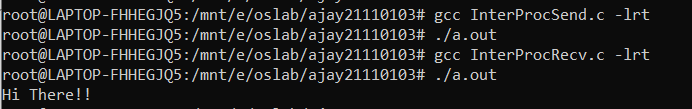 root@LAPTOP-FHHEGJQ5:/mnt/e/oslab/ajay21110103# gcc InterProcSend.c -lrt
root@LAPTOP-FHHEGJQ5:/mnt/e/oslab/ajay21110103# ./a.out
root@LAPTOP-FHHEGJQ5:/mnt/e/oslab/ajay21110103# gcc InterProcRecv.c -lrt
root@LAPTOP-FHHEGJQ5:/mnt/e/oslab/ajay21110103# ./a.out
Hi There!!